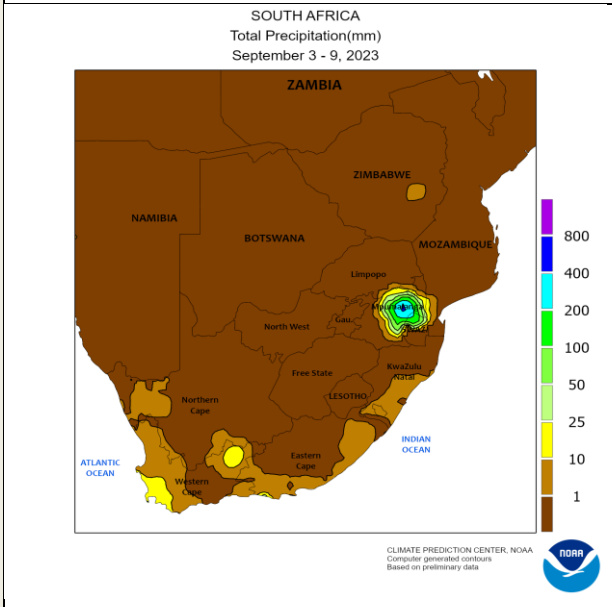 SOUTH AFRICA
Total Precipitation(mm)
September 3 - 9, 2023
ZAMBIA
ZIMBABWE
NAMIBIA
BOTSWANA
MOZAMBIQUE
Limpopo
Mpumalanga
Gau.
North West
KwaZulu
Natal
Free State
LESOTHO
Northern
Cape
Eastern
Cape
Western
Cape
ATLANTIC
OCEAN
INDIAN
OCEAN
800
400
200
100
50
25
10
1
CLIMATE PREDICTION CENTER, NOAA
Computer generated contours
Based on preliminary data
NOAA